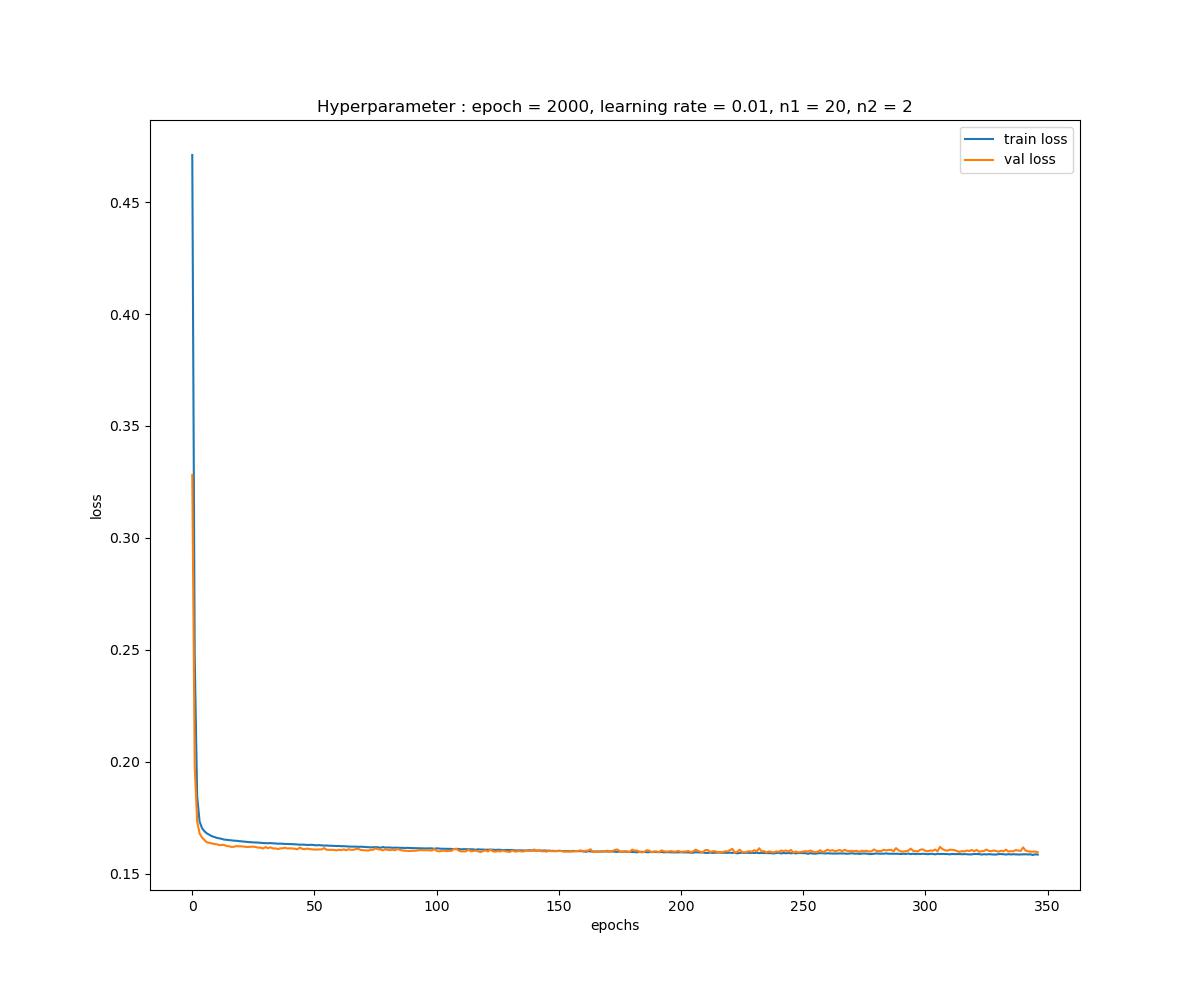 Hyperparameter : epoch = 2000, learning rate = 0.01, n1 = 20, n2 = 2
train loss
val loss
0.45
0.40
0.35
0.30
0.25
0.20
0.15
loss
0 50 100 150 200 250 300 350
epochs